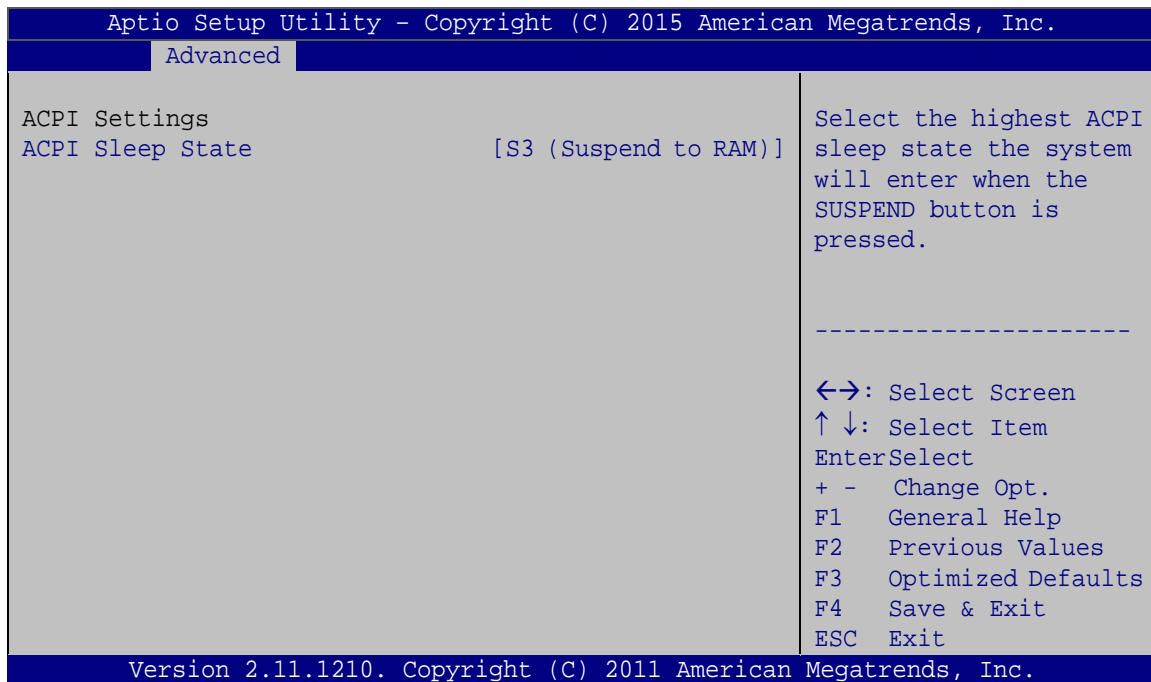 Aptio Setup Utility – Copyright (C) 2015 American Megatrends, Inc.
Advanced
ACPI Settings
ACPI Sleep State [S3 (Suspend to RAM)]
Select the highest ACPI
sleep state the system
will enter when the
SUSPEND button is
pressed.
----------------------
←→: Select Screen
↑ ↓: Select Item
EnterSelect
+ - Change Opt.
F1 General Help
F2 Previous Values
F3 Optimized Defaults
F4 Save & Exit
ESC Exit
Version 2.11.1210. Copyright (C) 2011 American Megatrends, Inc.